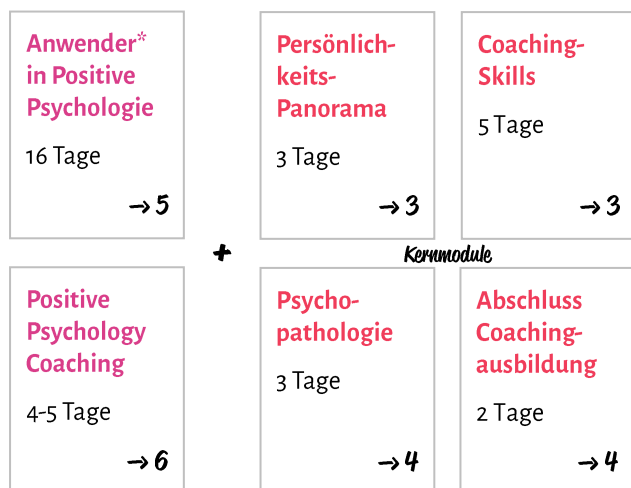 Anwender*
in Positive
Psychologie
16 Tage
→ 5
Persönlich-
keits-
Panorama
3 Tage
→ 3
Coaching-
Skills
5 Tage
→ 3
+
Kernmodule
Positive
Psychology
Coaching
4-5 Tage
→ 6
Psycho-
pathologie
3 Tage
→ 4
Abschluss
Coaching-
ausbildung
2 Tage
→ 4